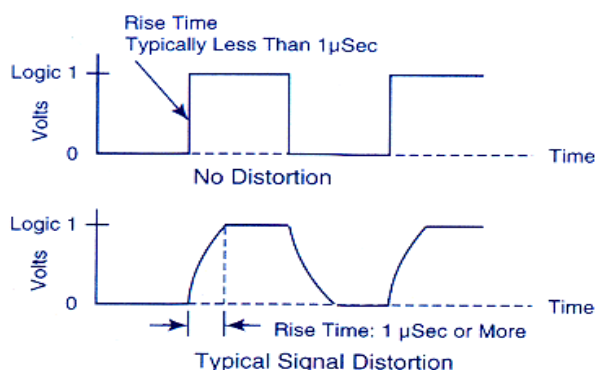 Rise Time
Typically Less Than 1µSec
Logic 1
Volts
0
Time
No Distortion
Logic 1
Volts
0
Time
Rise Time: 1 µSec or More
Typical Signal Distortion